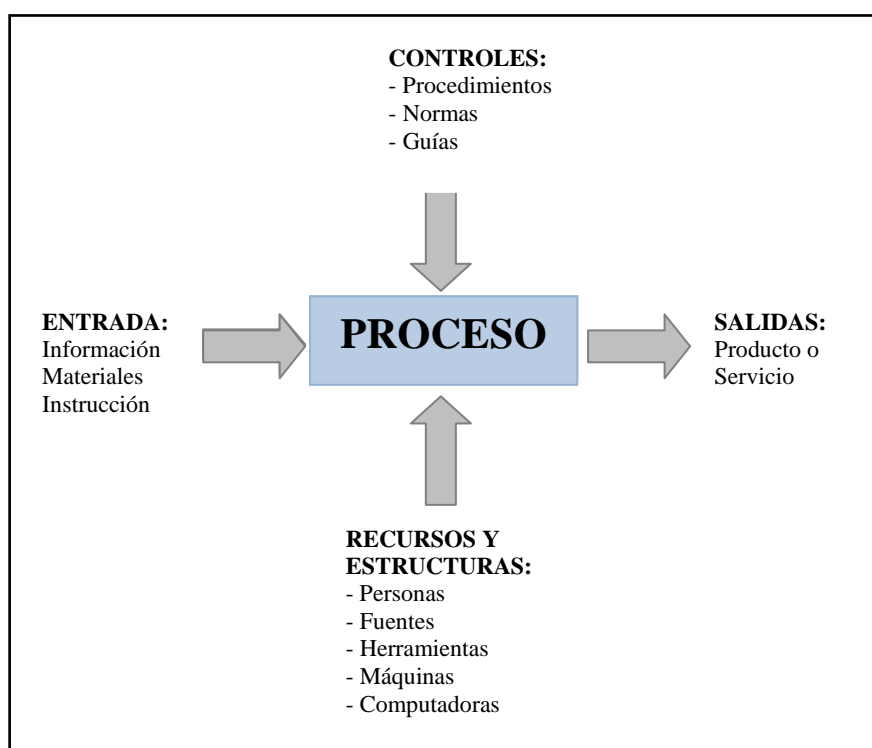 CONTROLES:
- Procedimientos
- Normas
- Guías
ENTRADA:
Información
Materiales
Instrucción
PROCESO
SALIDAS:
Producto o
Servicio
RECURSOS Y
ESTRUCTURAS:
- Personas
- Fuentes
- Herramientas
- Máquinas
- Computadoras